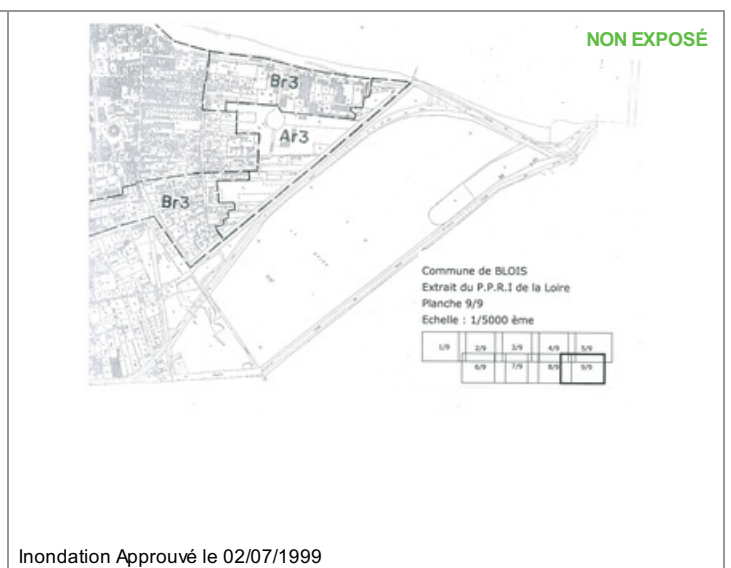 NON EXPOSÉ
Br3
Ar3
Br3
Commune de BLOIS
Extrait du P.P.R.I de la Loire
Planche 9/9
Echelle : 1/5000 ème
1/9 2/9 3/9 4/9 5/9
6/9 7/9 8/9 9/9
Inondation Approuvé le 02/07/1999